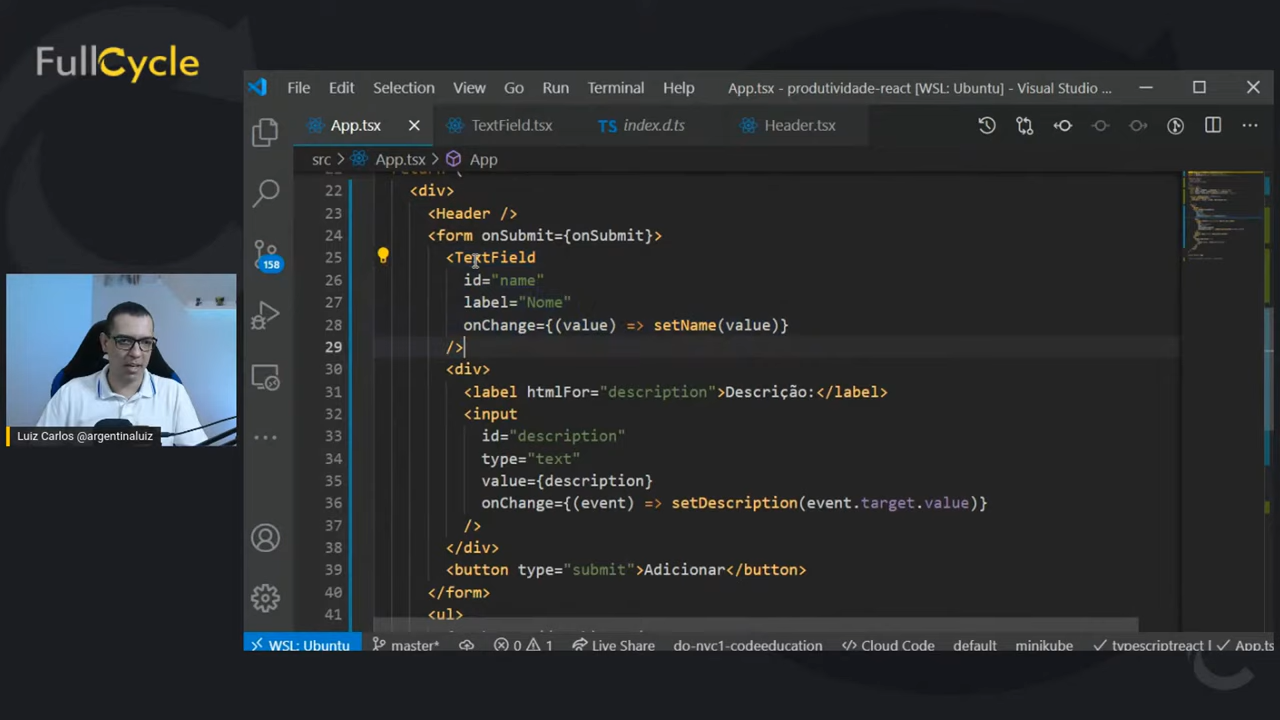 FullCycle
File Edit Selection View Go Run Terminal Help App.tsx - produtividade-react [WSL: Ubuntu] - Visual Studio ...
App.tsx TextField.tsx TS index.d.ts Header.tsx
src > App.tsx > App
22 <div>
23 <Header />
24 <form onSubmit={onSubmit}>
25 <TextField
26 id="name"
27 label="Nome"
28 onChange={(value) => setName(value)}
29 />
30 <div>
31 <label htmlFor="description">Descrição:</label>
32 <input
33 id="description"
34 type="text"
35 value={description}
36 onChange={(event) => setDescription(event.target.value)}
37 />
38 </div>
39 <button type="submit">Adicionar</button>
40 </form>
41 <ul>
158
Luiz Carlos @argentinaluiz
WSL: Ubuntu master* 0 1 Live Share do-nyc1-codeeducation Cloud Code default minikube typescriptreact App.ts